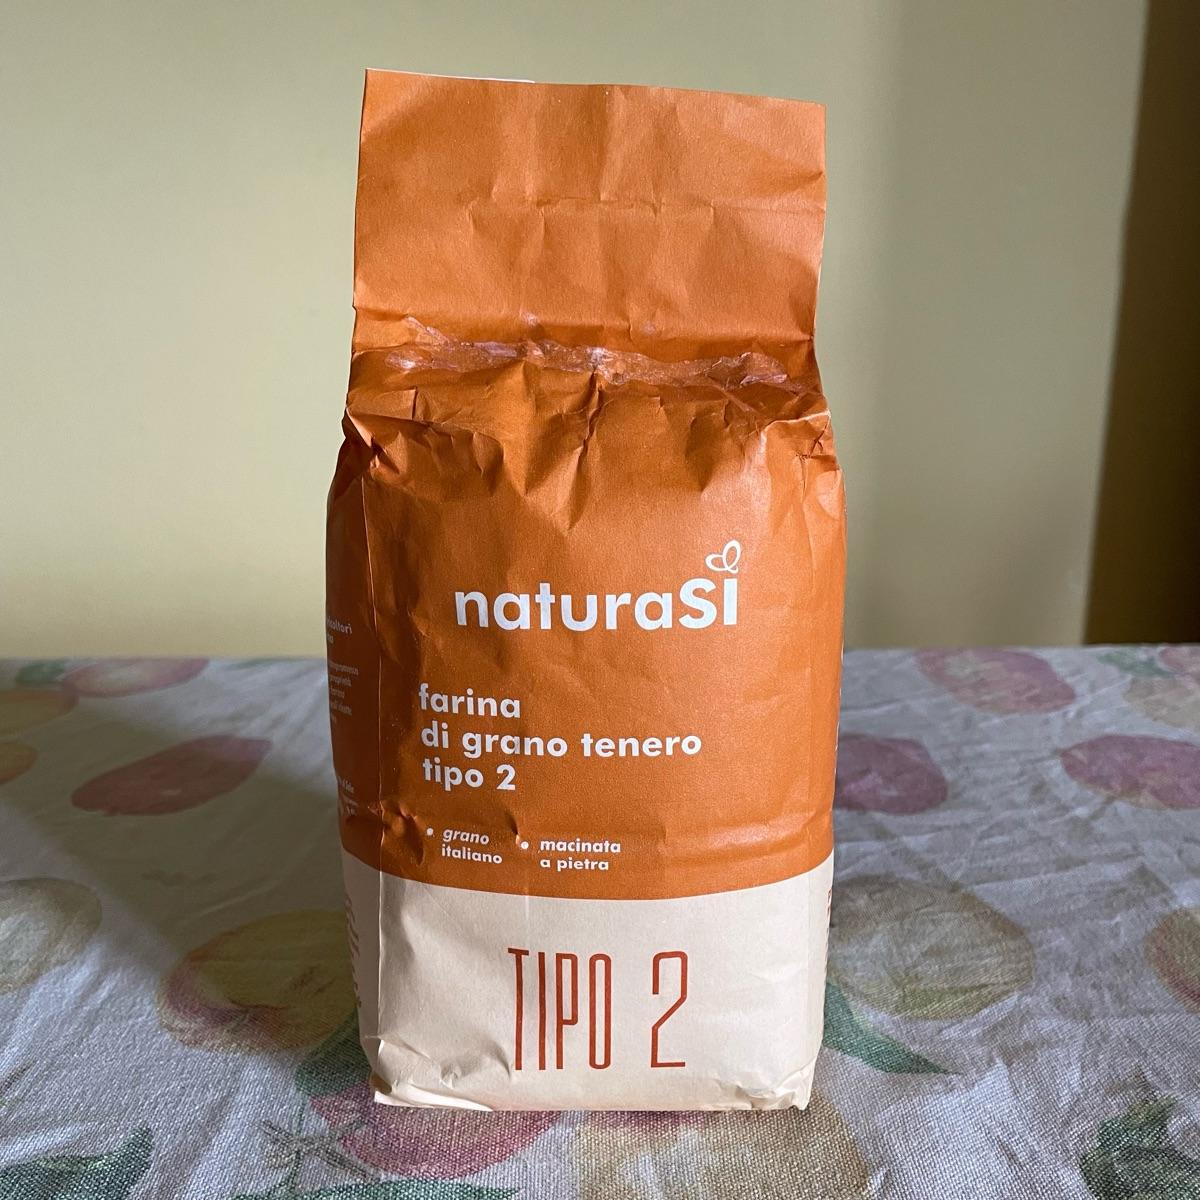 naturaSì
farina
di grano tenero
tipo 2
• grano
italiano
• macinata
a pietra
TIPO 2